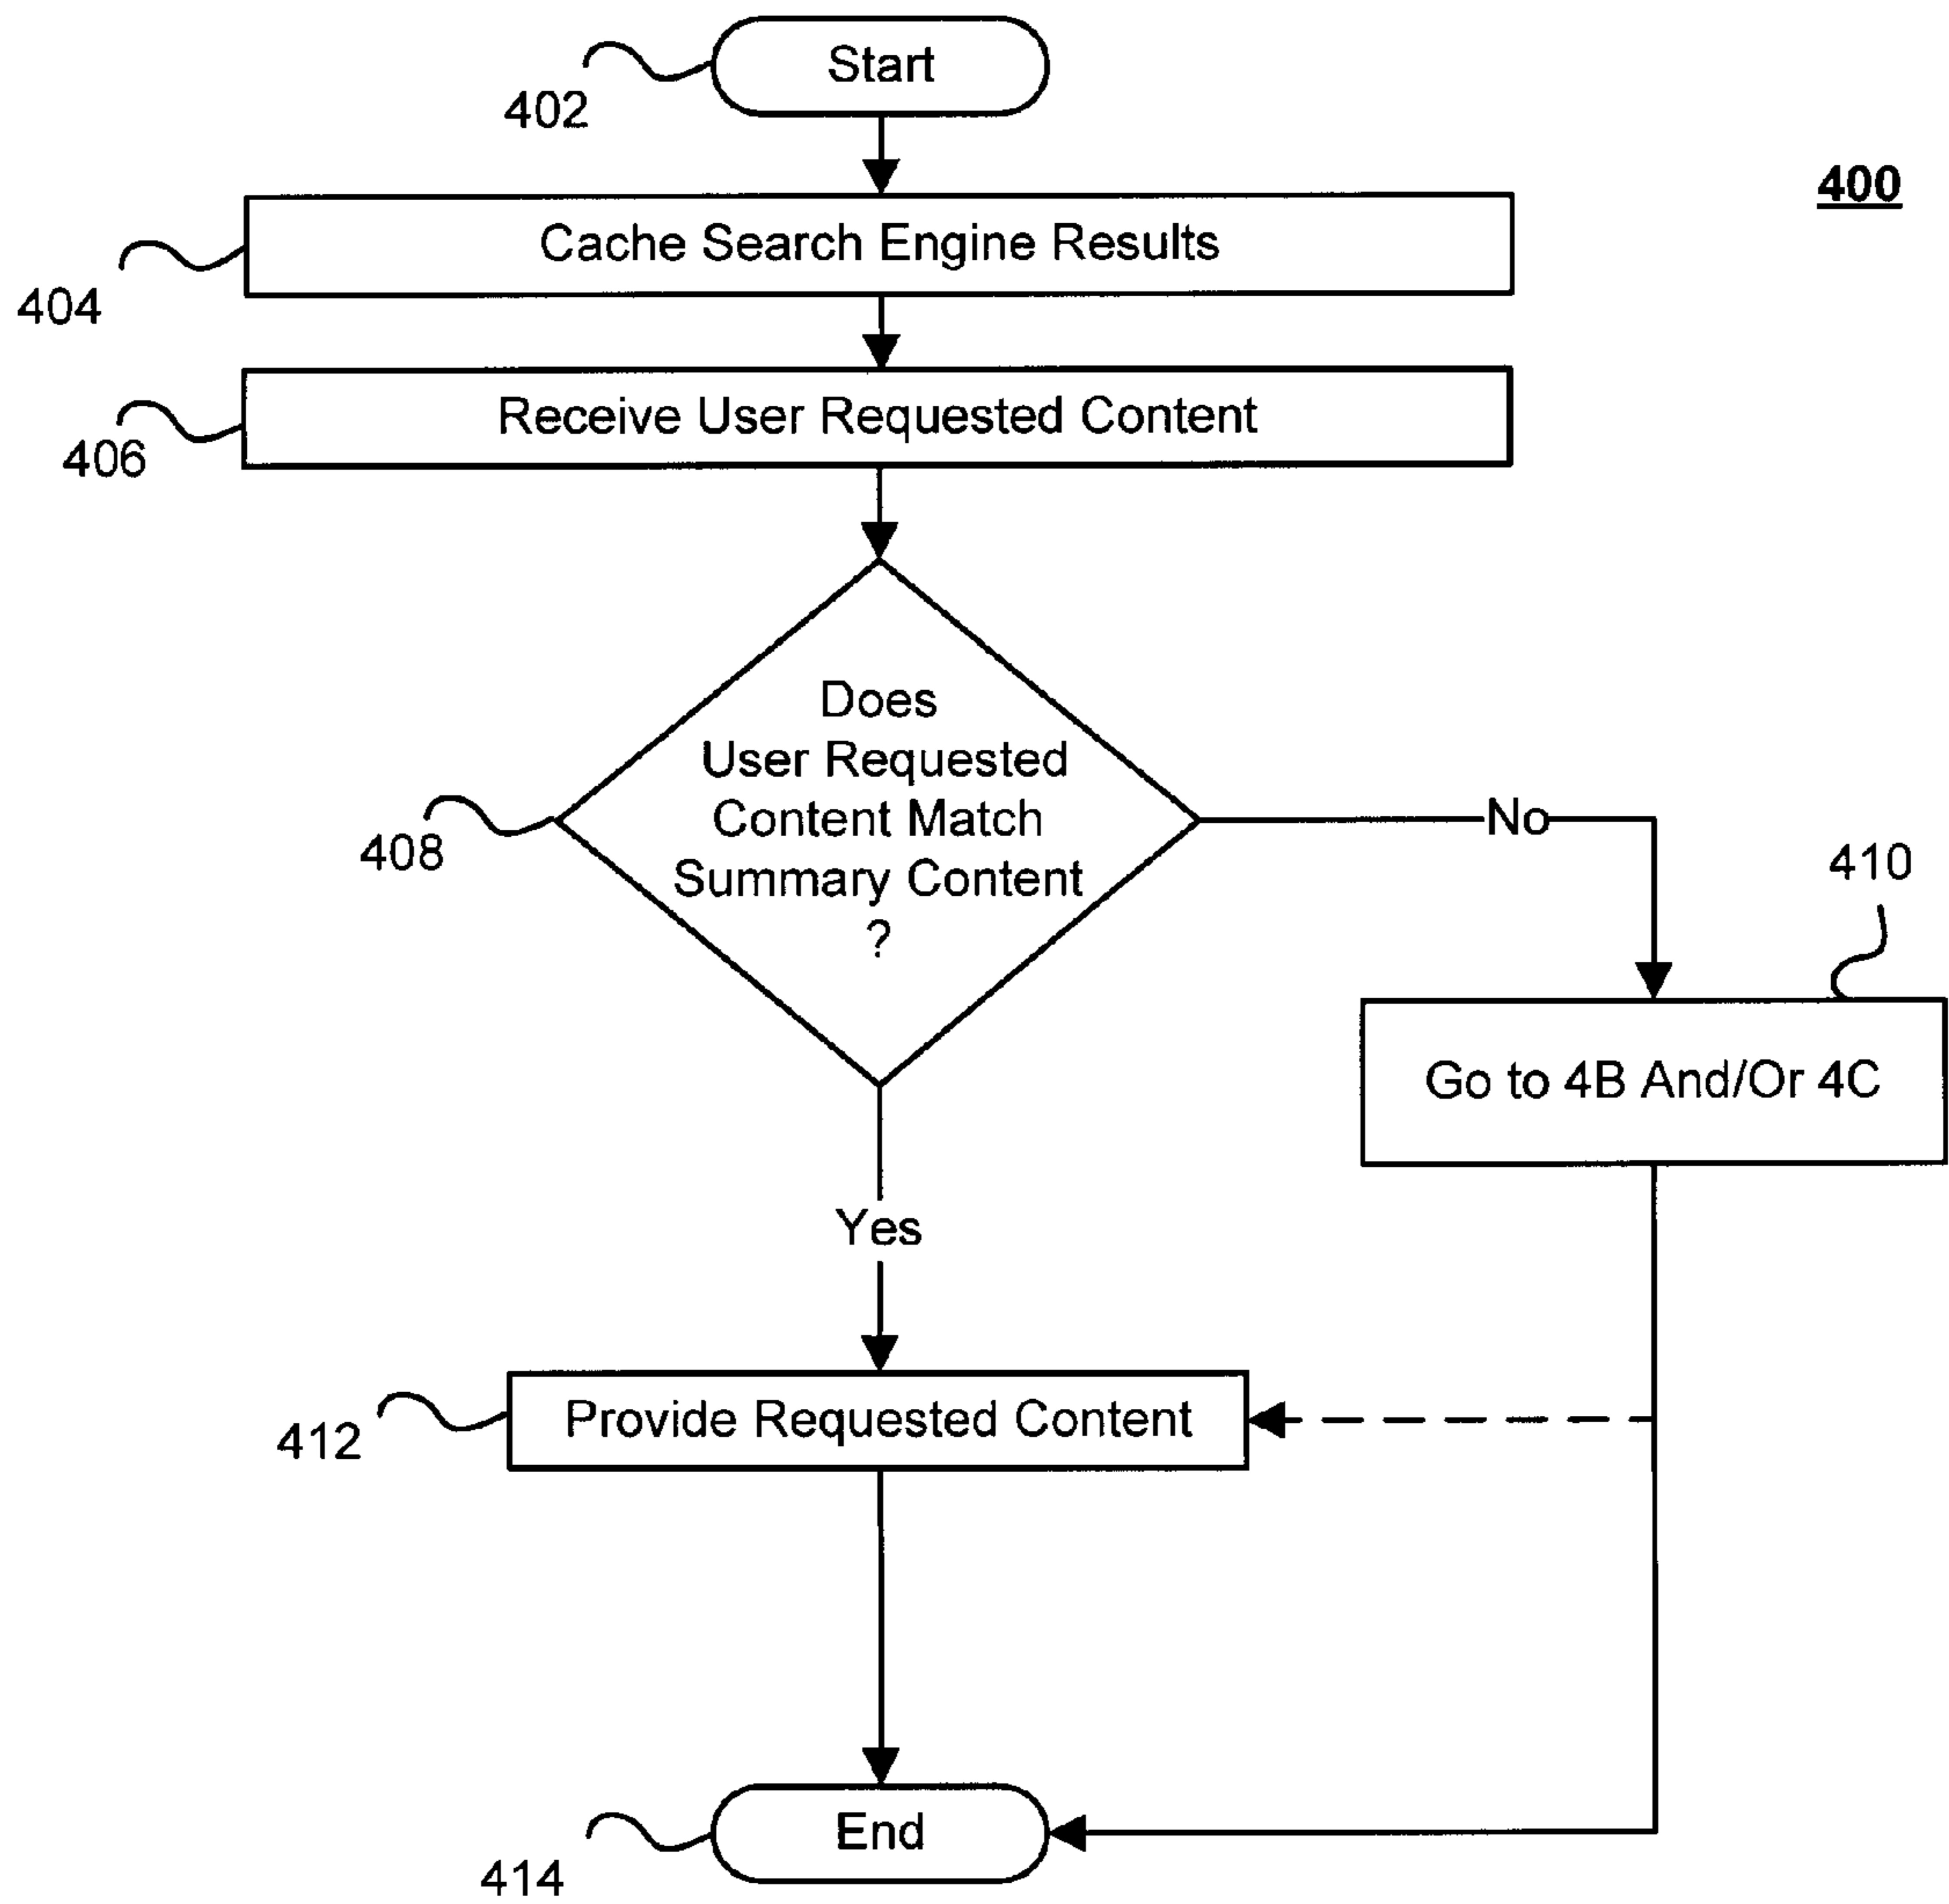 Start
402
400
Cache Search Engine Results
404
Receive User Requested Content
406
Does
User Requested
Content Match
Summary Content
?
408
No
410
Go to 4B And/Or 4C
Yes
Provide Requested Content
412
End
414